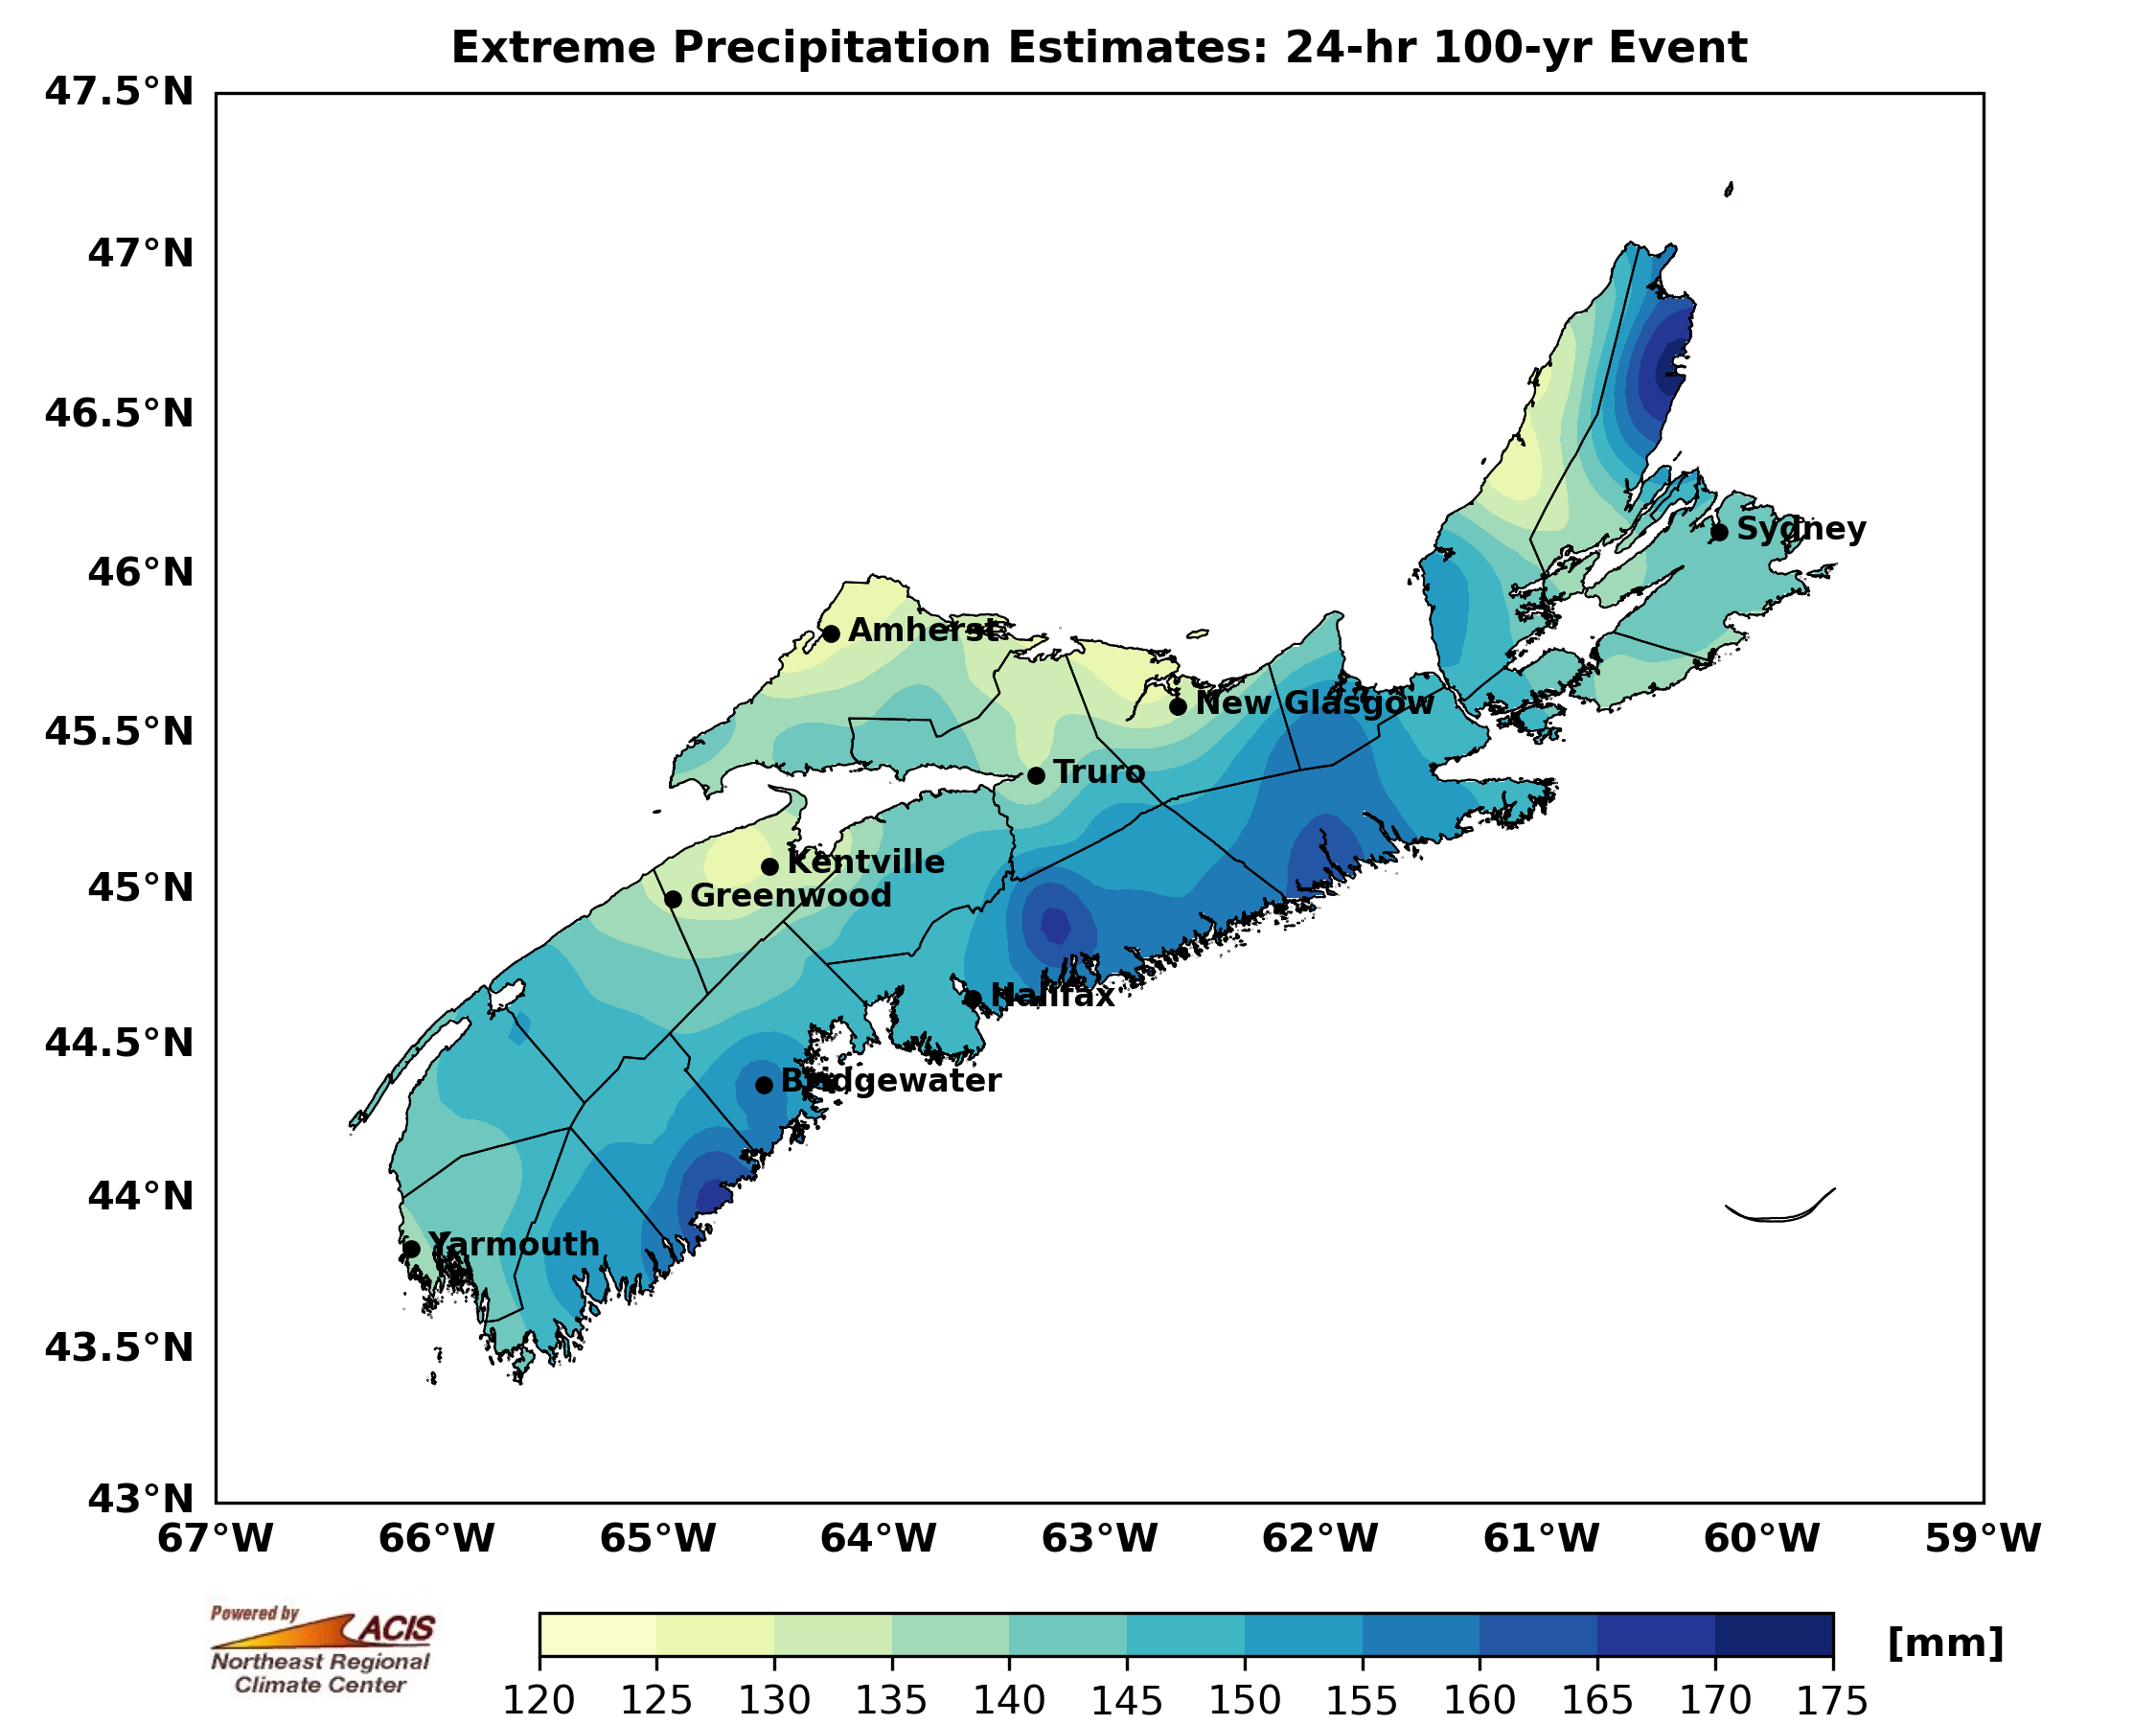 Extreme Precipitation Estimates: 24-hr 100-yr Event
47.5°N
47°N
46.5°N
46°N
45.5°N
45°N
44.5°N
44°N
43.5°N
43°N
Sydney
Amherst
New Glasgow
Truro
Kentville
Greenwood
Halifax
Bridgewater
Yarmouth
67°W 66°W 65°W 64°W 63°W 62°W 61°W 60°W 59°W
Powered by
ACIS
Northeast Regional
Climate Center
[mm]
120 125 130 135 140 145 150 155 160 165 170 175